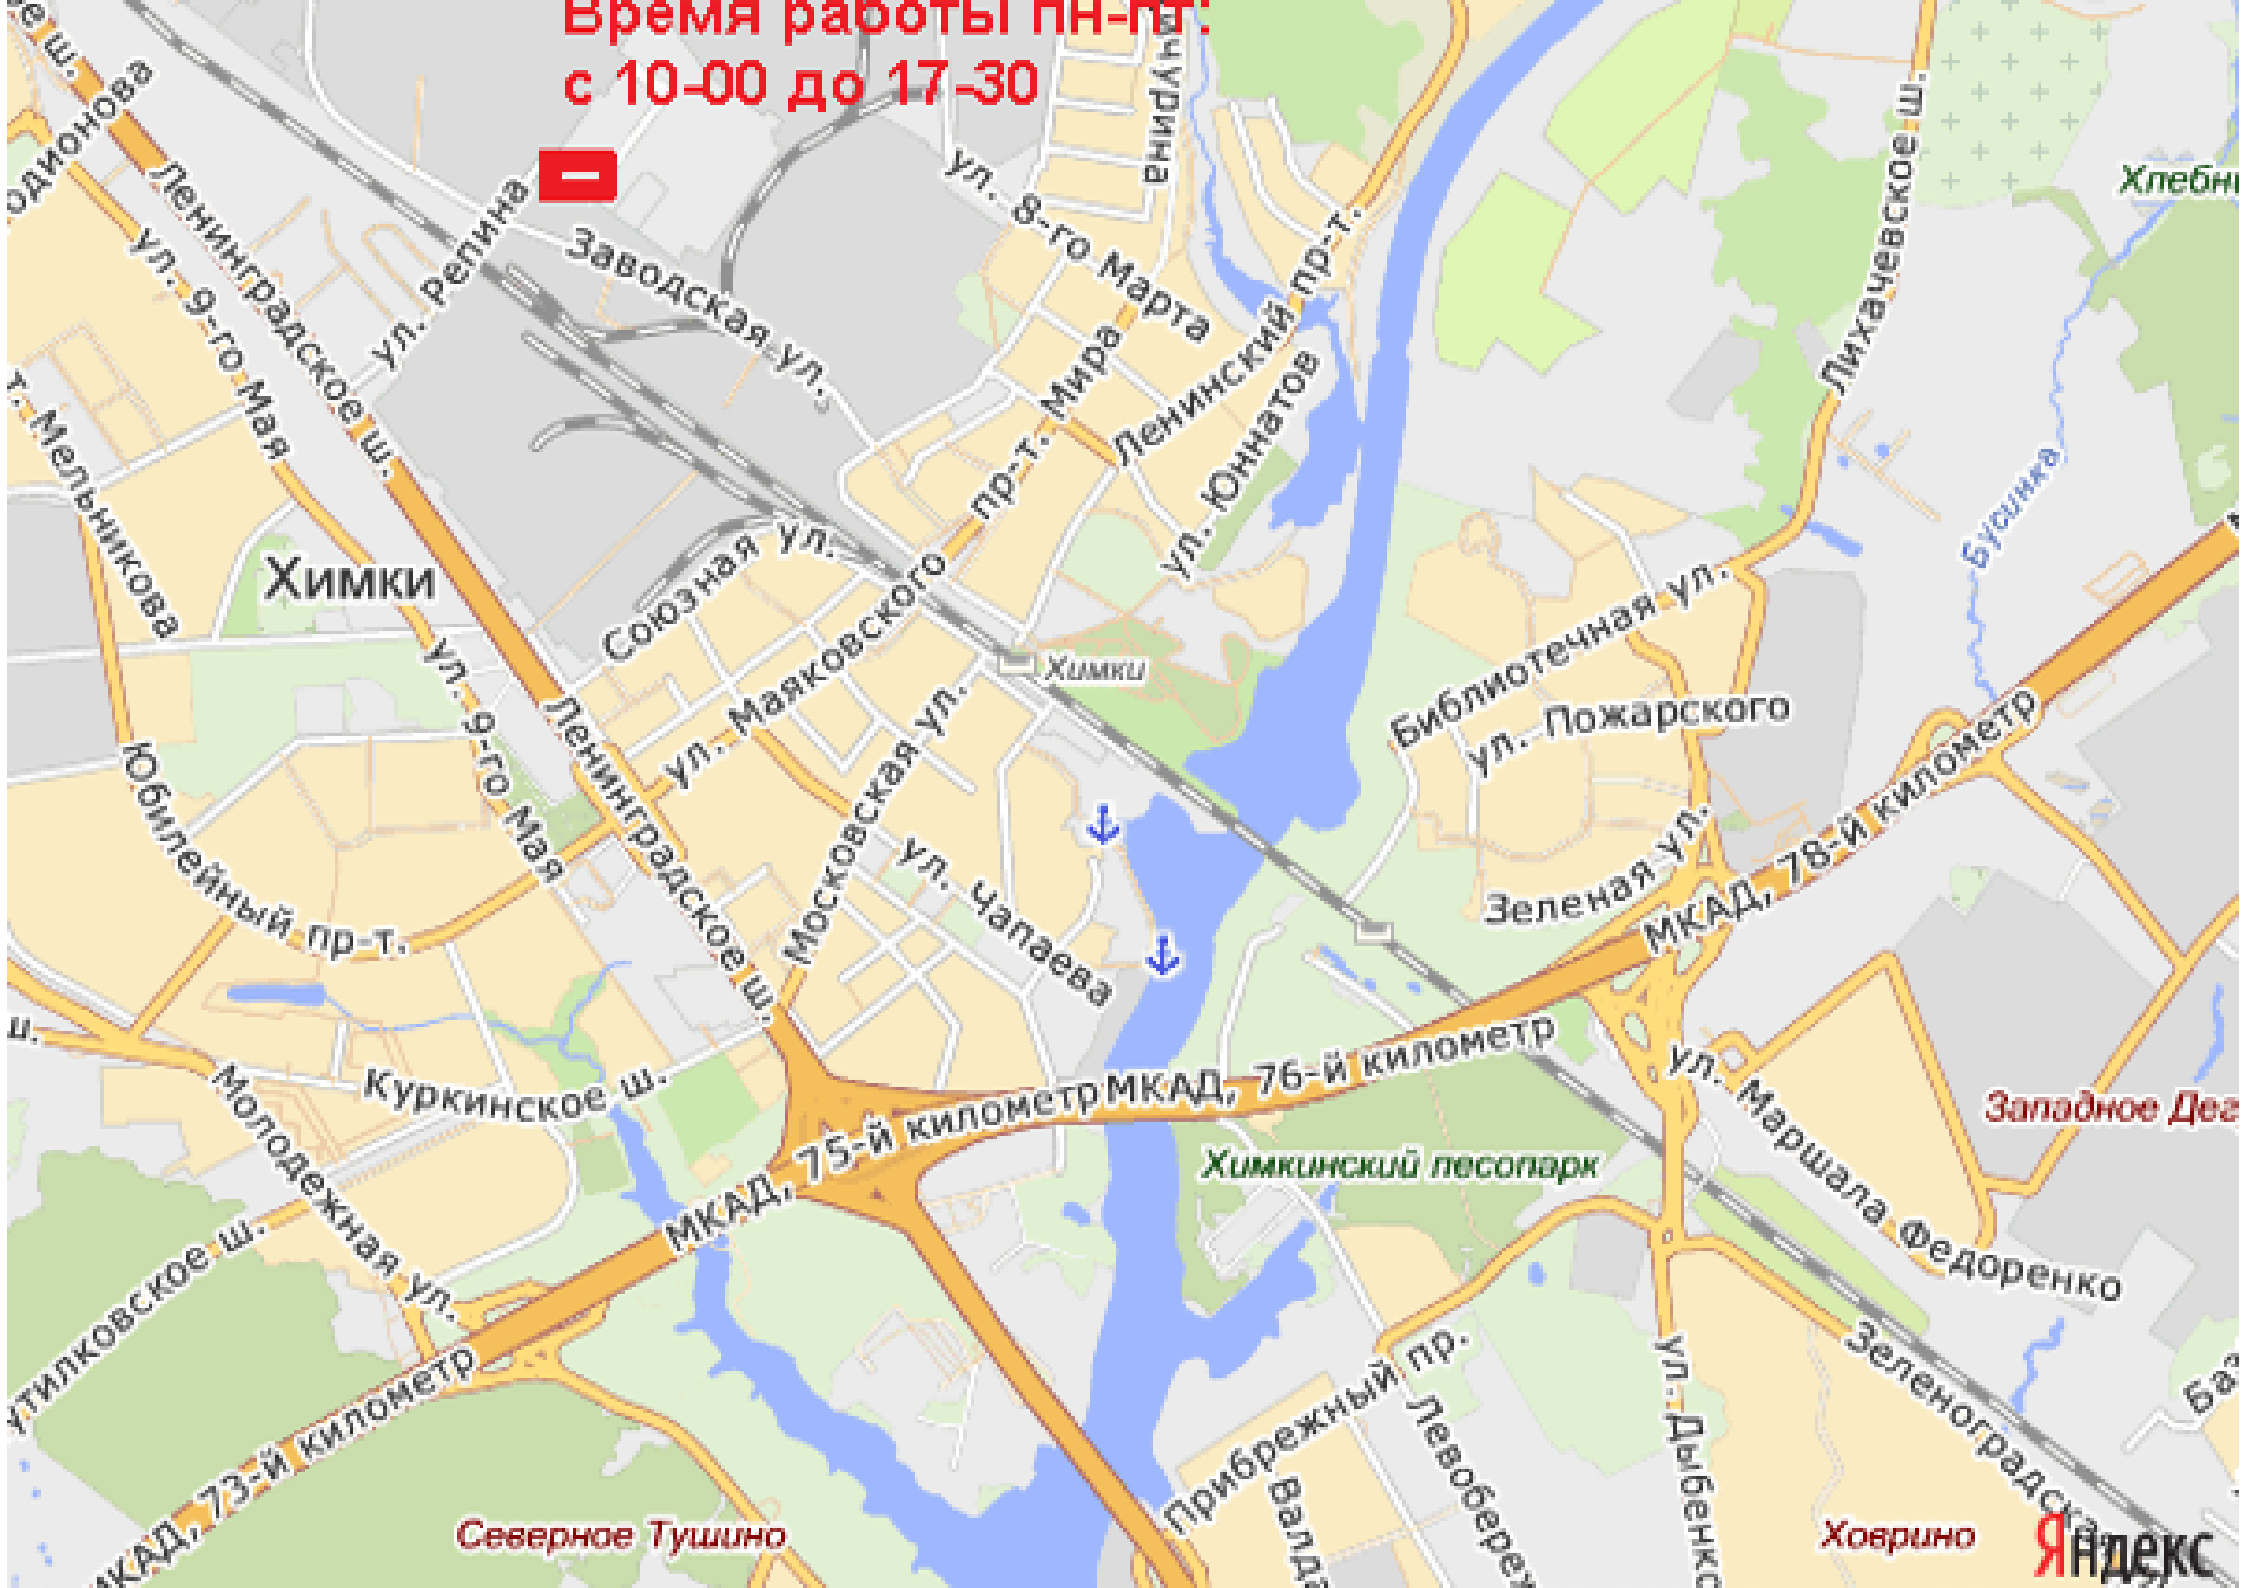 Время работы пн-пт:
с 10-00 до 17-30
Ленинградское ш.
ул. Репина
Заводская ул.
ул. 8-го Марта
Ленинский пр-т.
Лихачевское ш.
ул. 9-го Мая
пр-т. Мира
ул. Юннатов
Мельникова
Бусинка
Химки
Союзная ул.
ул. Маяковского
Химки
Библиотечная ул.
ул. Пожарского
ул. 9-го Мая
Ленинградское ш.
Московская ул.
Юбилейный пр-т.
ул. Чапаева
Зеленая ул.
МКАД, 78-й километр
ш.
Молодежная ул.
Куркинское ш.
МКАД, 75-й километр
МКАД, 76-й километр
ул. Маршала Федоренко
Химкинский лесопарк
Западное Дег
МКАД, 73-й километр
Прибрежный пр.
ул. Дыбенко
Северное Тушино
Ховрино
Яндекс